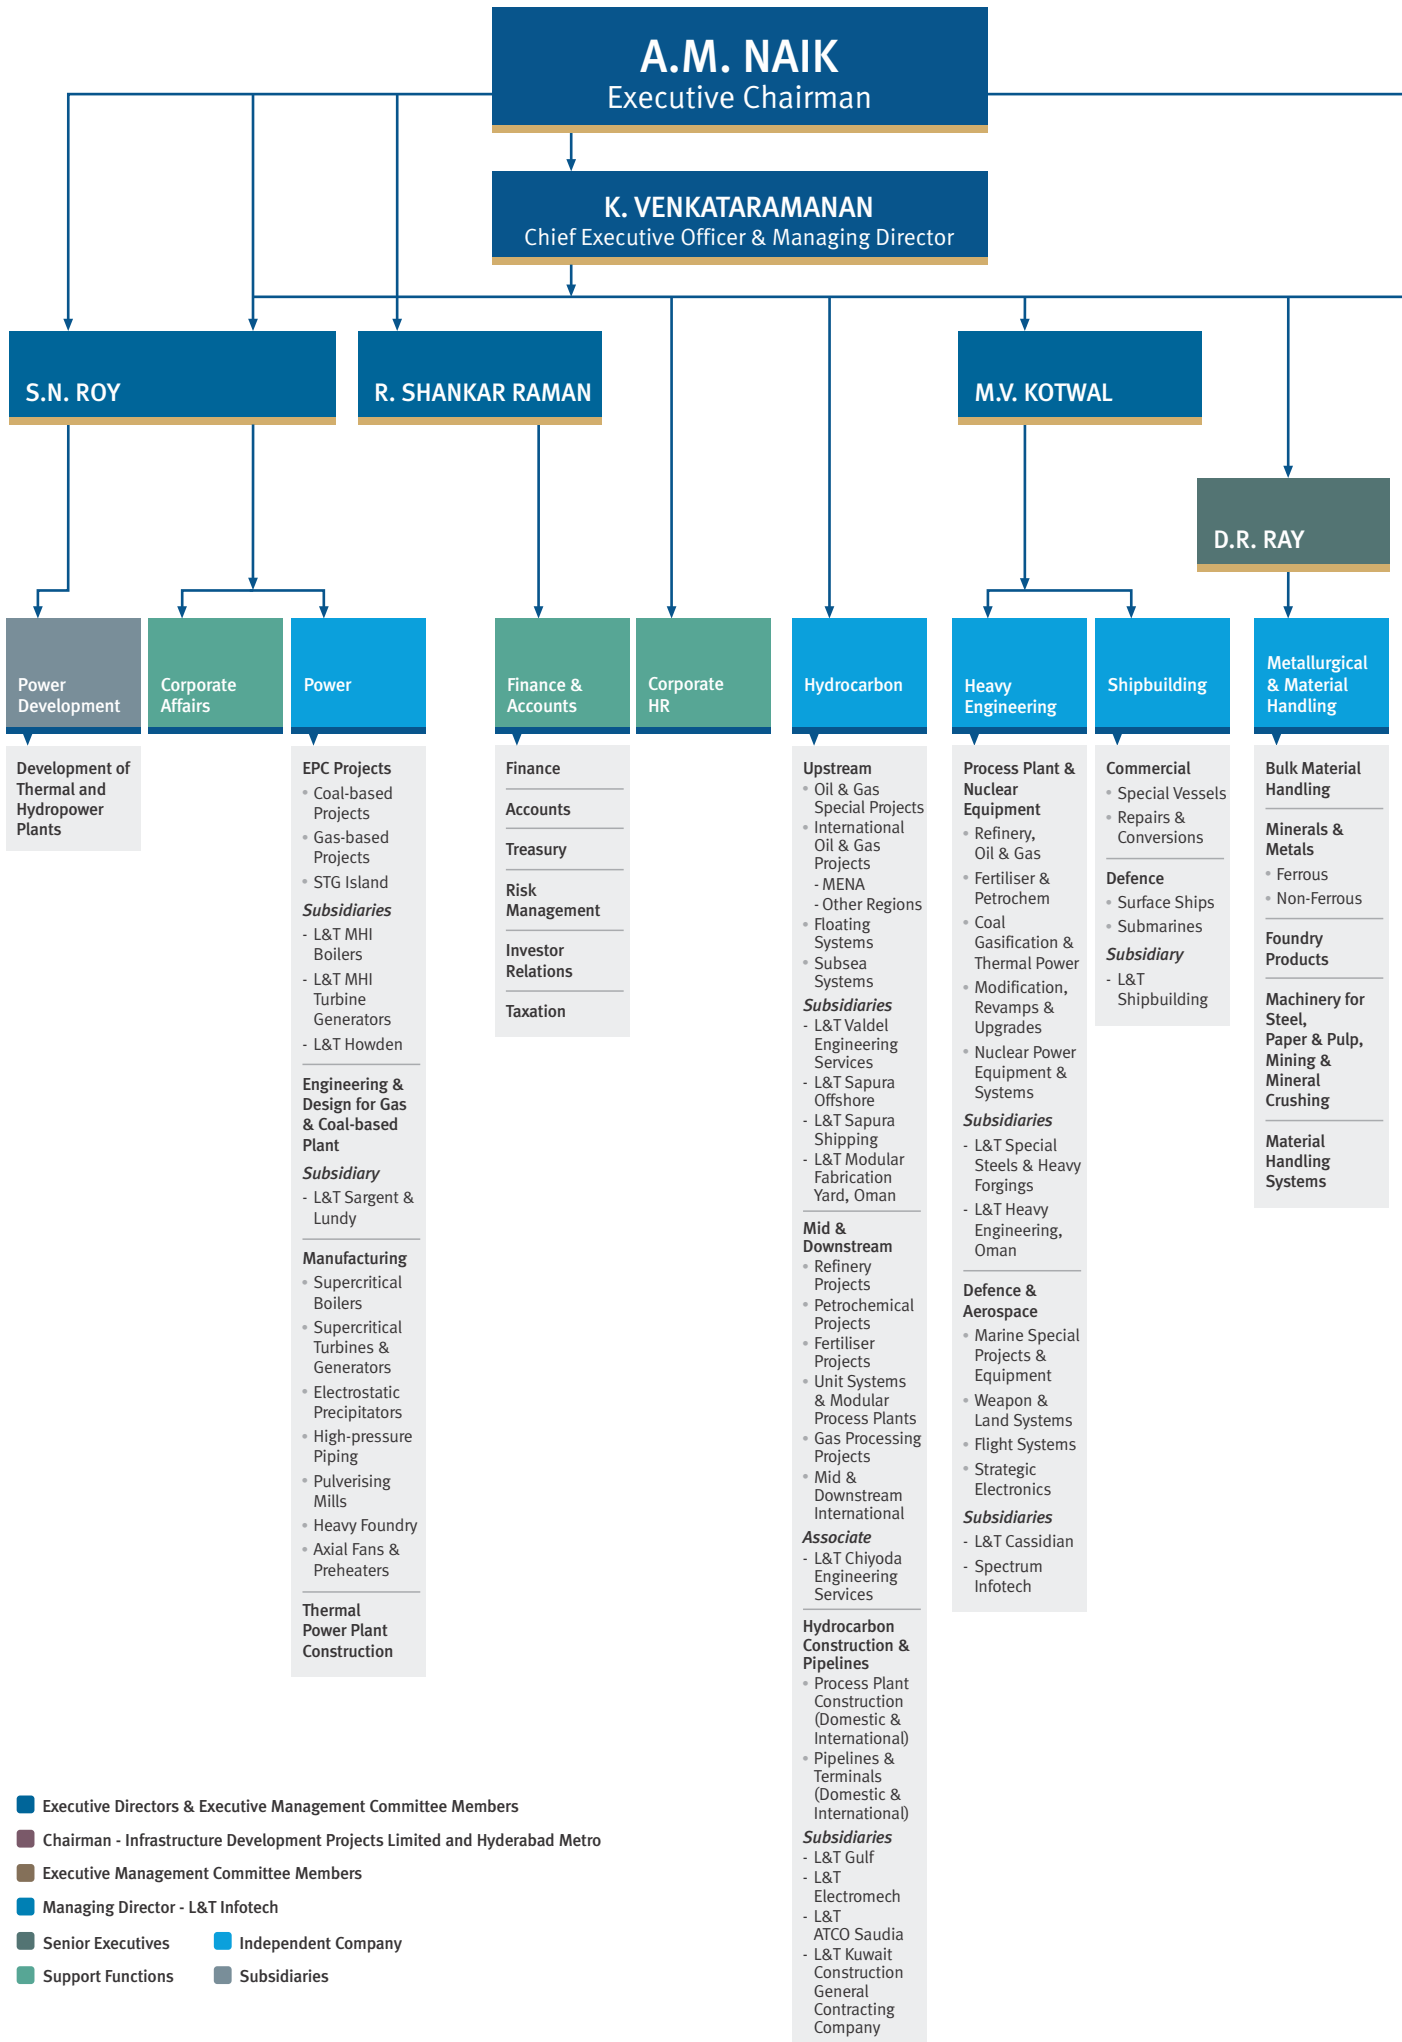 A.M. NAIK
Executive Chairman
K. VENKATARAMANAN
Chief Executive Officer & Managing Director
S.N. ROY
R. SHANKAR RAMAN
M.V. KOTWAL
D.R. RAY
Power
Development
Development of
Thermal and
Hydropower
Plants
Corporate
Affairs
Power
EPC Projects
• Coal-based
Projects
• Gas-based
Projects
• STG Island
Subsidiaries
- L&T MHI
Boilers
- L&T MHI
Turbine
Generators
- L&T Howden
Engineering &
Design for Gas
& Coal-based
Plant
Subsidiary
- L&T Sargent &
Lundy
Manufacturing
• Supercritical
Boilers
• Supercritical
Turbines &
Generators
• Electrostatic
Precipitators
• High-pressure
Piping
• Pulverising
Mills
• Heavy Foundry
• Axial Fans &
Preheaters
Thermal
Power Plant
Construction
Finance &
Accounts
Finance
Accounts
Treasury
Risk
Management
Investor
Relations
Taxation
Corporate
HR
Hydrocarbon
Upstream
• Oil & Gas
Special Projects
• International
Oil & Gas
Projects
- MENA
- Other Regions
• Floating
Systems
• Subsea
Systems
Subsidiaries
- L&T Valdel
Engineering
Services
- L&T Sapura
Offshore
- L&T Sapura
Shipping
- L&T Modular
Fabrication
Yard, Oman
Mid &
Downstream
• Refinery
Projects
• Petrochemical
Projects
• Fertiliser
Projects
• Unit Systems
& Modular
Process Plants
• Gas Processing
Projects
• Mid &
Downstream
International
Associate
- L&T Chiyoda
Engineering
Services
Hydrocarbon
Construction &
Pipelines
• Process Plant
Construction
(Domestic &
International)
• Pipelines &
Terminals
(Domestic &
International)
Subsidiaries
- L&T Gulf
- L&T
Electromech
- L&T
ATCO Saudia
- L&T Kuwait
Construction
General
Contracting
Company
Heavy
Engineering
Process Plant &
Nuclear
Equipment
• Refinery,
Oil & Gas
• Fertiliser &
Petrochem
• Coal
Gasification &
Thermal Power
• Modification,
Revamps &
Upgrades
• Nuclear Power
Equipment &
Systems
Subsidiaries
- L&T Special
Steels & Heavy
Forgings
- L&T Heavy
Engineering,
Oman
Defence &
Aerospace
• Marine Special
Projects &
Equipment
• Weapon &
Land Systems
• Flight Systems
• Strategic
Electronics
Subsidiaries
- L&T Cassidian
- Spectrum
Infotech
Shipbuilding
Commercial
• Special Vessels
• Repairs &
Conversions
Defence
• Surface Ships
• Submarines
Subsidiary
- L&T
Shipbuilding
Metallurgical
& Material
Handling
Bulk Material
Handling
Minerals &
Metals
• Ferrous
• Non-Ferrous
Foundry
Products
Machinery for
Steel,
Paper & Pulp,
Mining &
Mineral
Crushing
Material
Handling
Systems
Executive Directors & Executive Management Committee Members
Chairman - Infrastructure Development Projects Limited and Hyderabad Metro
Executive Management Committee Members
Managing Director - L&T Infotech
Senior Executives
Independent Company
Support Functions
Subsidiaries